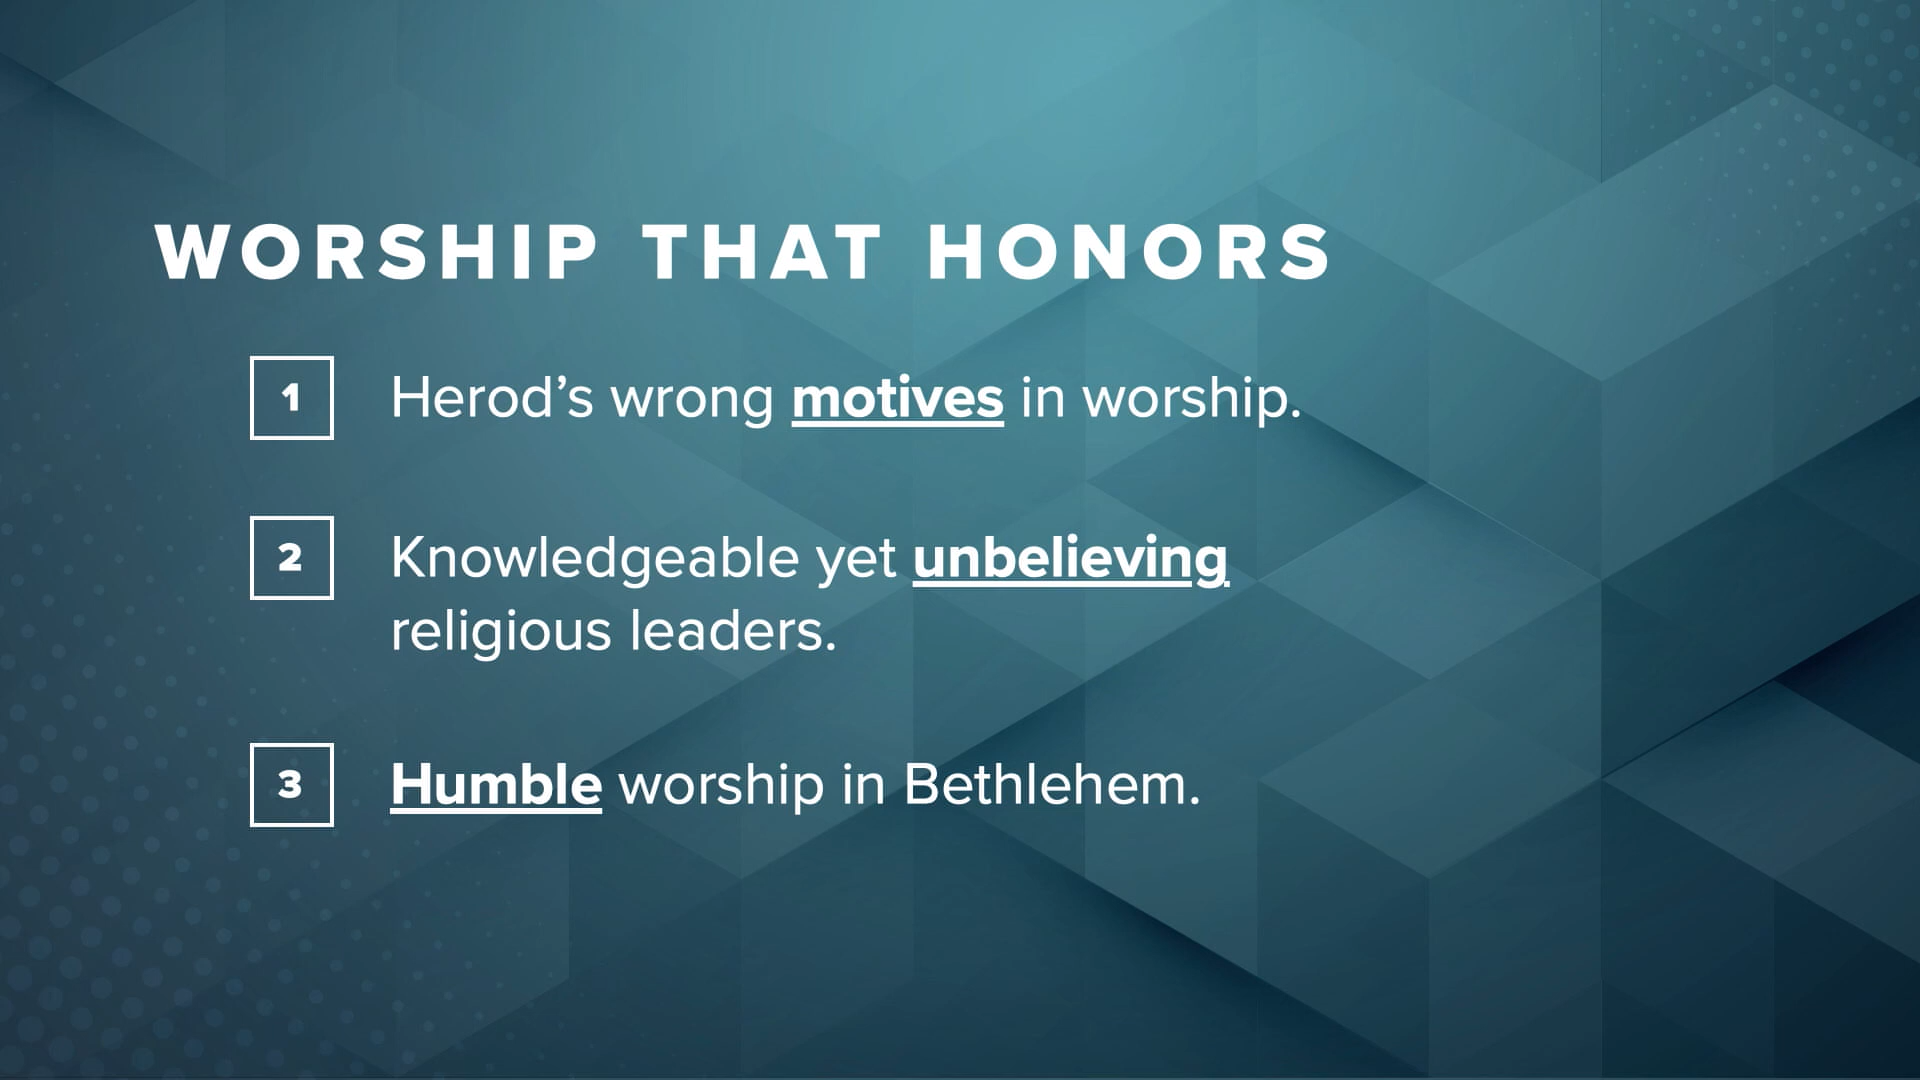 WORSHIP THAT HONORS
1 Herod’s wrong motives in worship.
2 Knowledgeable yet unbelieving
religious leaders.
3 Humble worship in Bethlehem.